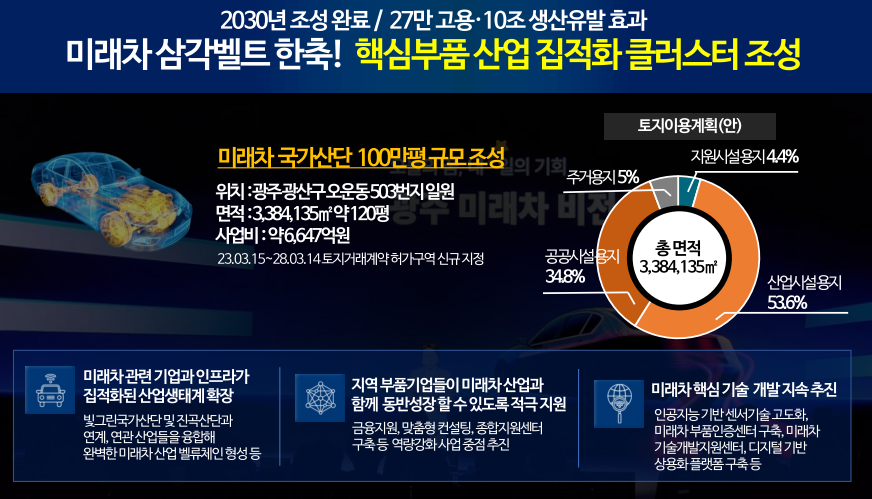 2030년 조성 완료 / 27만 고용·10조 생산유발 효과
미래차 삼각벨트 한축! 핵심부품 산업 집적화 클러스터 조성
미래차 국가산단 100만평 규모 조성
위치 : 광주 광산구 오운동 503번지 일원
면적 : 3,384,135㎡ 약 120평
사업비 : 약 6,647억원
23.03.15~28.03.14 토지거래계약 허가구역 신규 지정
일의 기회
광주 미래차 비전
토지이용계획(안)
지원시설용지 4.4%
주거용지 5%
총 면적
3,384,135㎡
공공시설용지
34.8%
산업시설용지
53.6%
미래차 관련 기업과 인프라가
집적화된 산업생태계 확장
빛그린국가산단 및 진곡산단과
연계, 연관 산업들을 융합해
완벽한 미래차 산업 벨류체인 형성 등
지역 부품기업들이 미래차 산업과
함께 동반성장 할 수 있도록 적극 지원
금융지원, 맞춤형 컨설팅, 종합지원센터
구축 등 역량강화 사업 중점 추진
미래차 핵심 기술 개발 지속 추진
인공지능 기반 센서기술 고도화,
미래차 부품인증센터 구축, 미래차
기술개발지원센터, 디지털 기반
상용화 플랫폼 구축 등